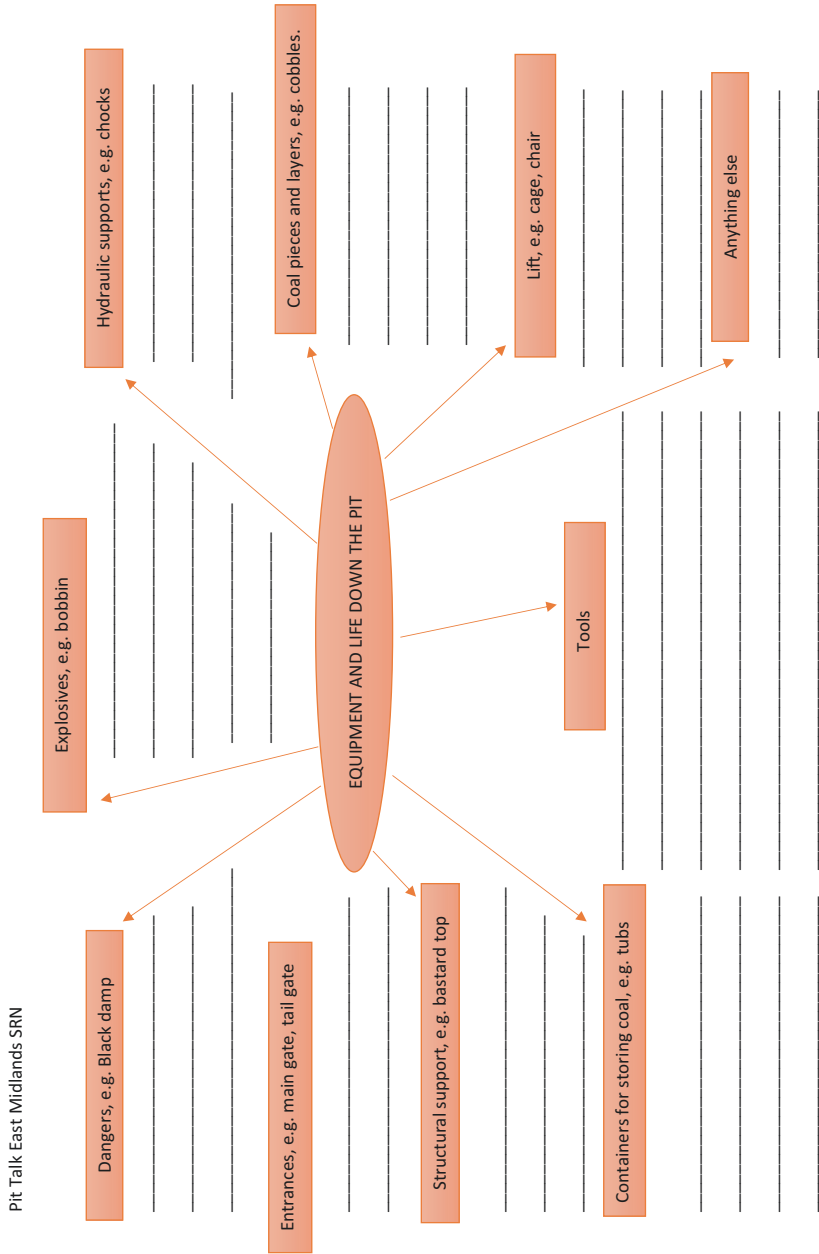 Pit Talk East Midlands SRN
Dangers, e.g. Black damp
Explosives, e.g. bobbin
Hydraulic supports, e.g. chocks
Entrances, e.g. main gate, tail gate
Coal pieces and layers, e.g. cobbles.
EQUIPMENT AND LIFE DOWN THE PIT
Structural support, e.g. bastard top
Lift, e.g. cage, chair
Tools
Containers for storing coal, e.g. tubs
Anything else